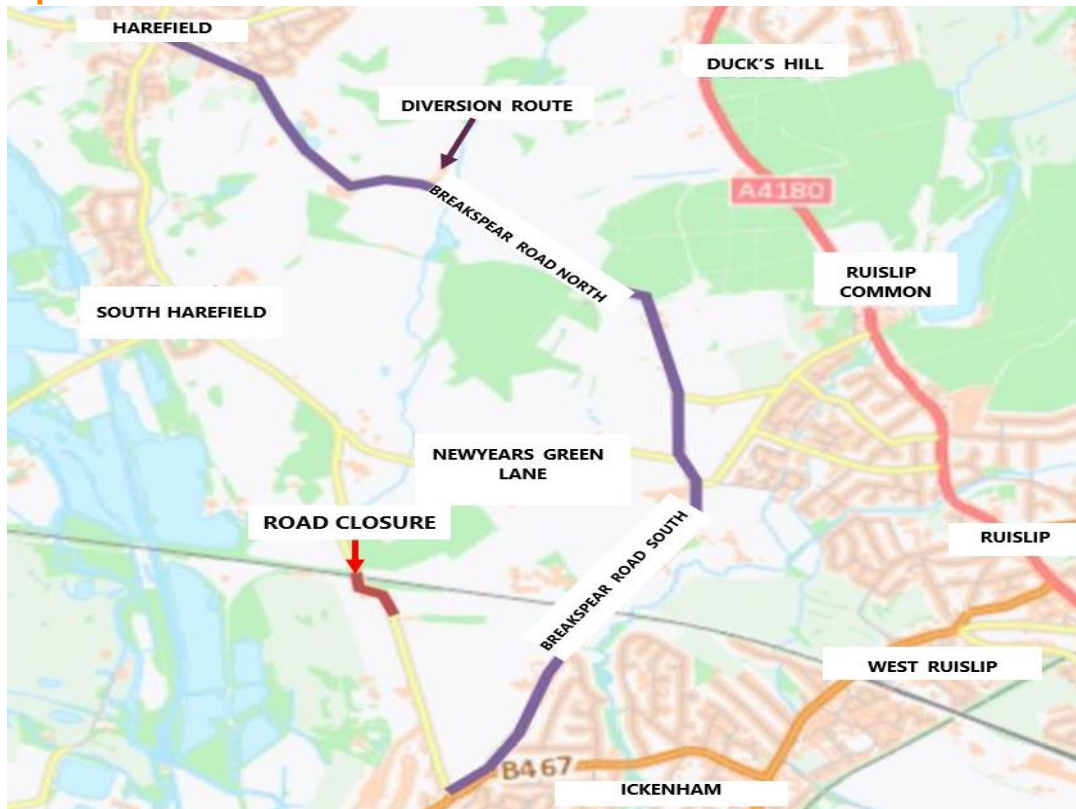 HAREFIELD
DUCK'S HILL
DIVERSION ROUTE
A4180
BREAKSPEAR ROAD NORTH
RUISLIP
COMMON
SOUTH HAREFIELD
NEWYEARS GREEN
LANE
ROAD CLOSURE
BREAKSPEAR ROAD SOUTH
RUISLIP
WEST RUISLIP
B467
ICKENHAM